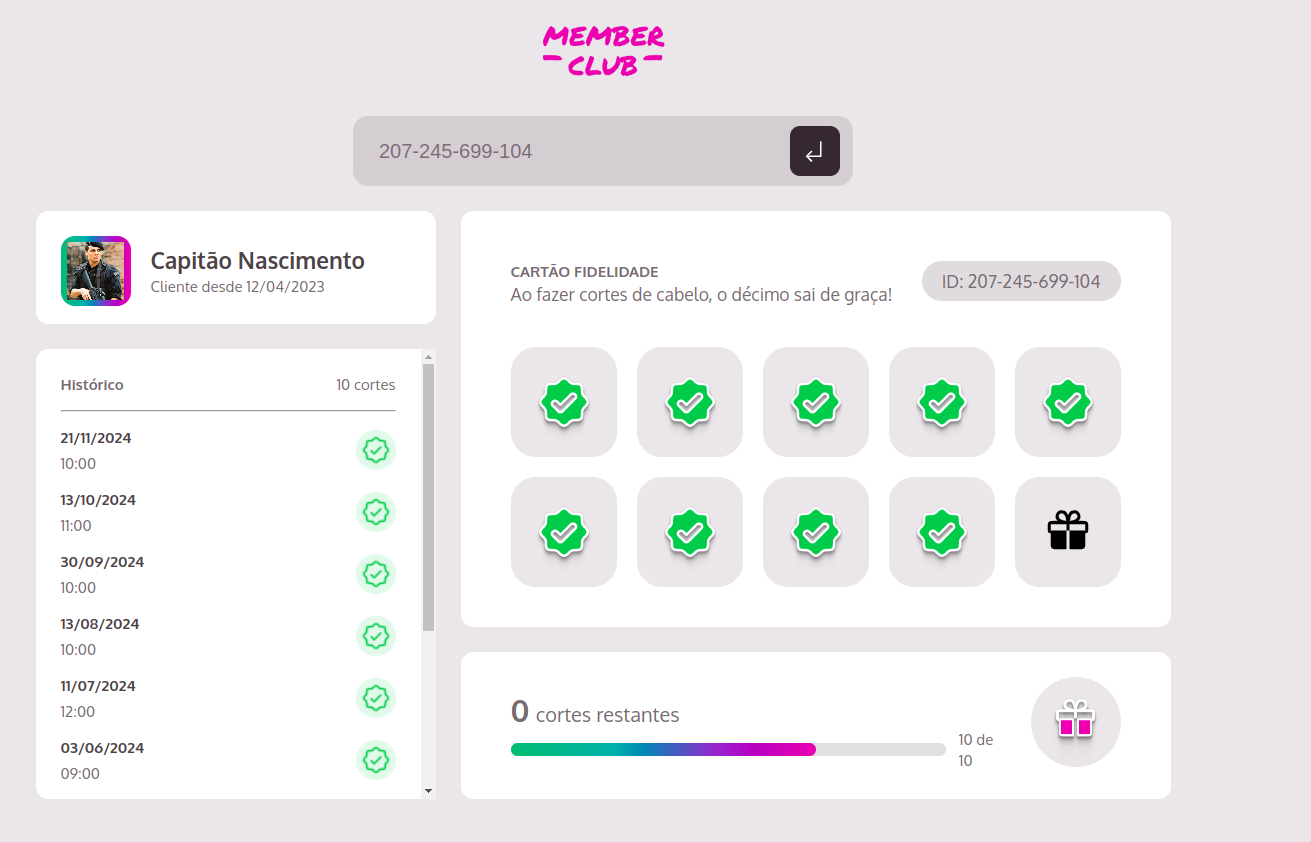 MEMBER
CLUB
207-245-699-104
Capitão Nascimento
Cliente desde 12/04/2023
Histórico
10 cortes
21/11/2024
10:00
13/10/2024
11:00
30/09/2024
10:00
13/08/2024
10:00
11/07/2024
12:00
03/06/2024
09:00
CARTÃO FIDELIDADE
Ao fazer cortes de cabelo, o décimo sai de graça!
ID: 207-245-699-104
0 cortes restantes
10 de
10